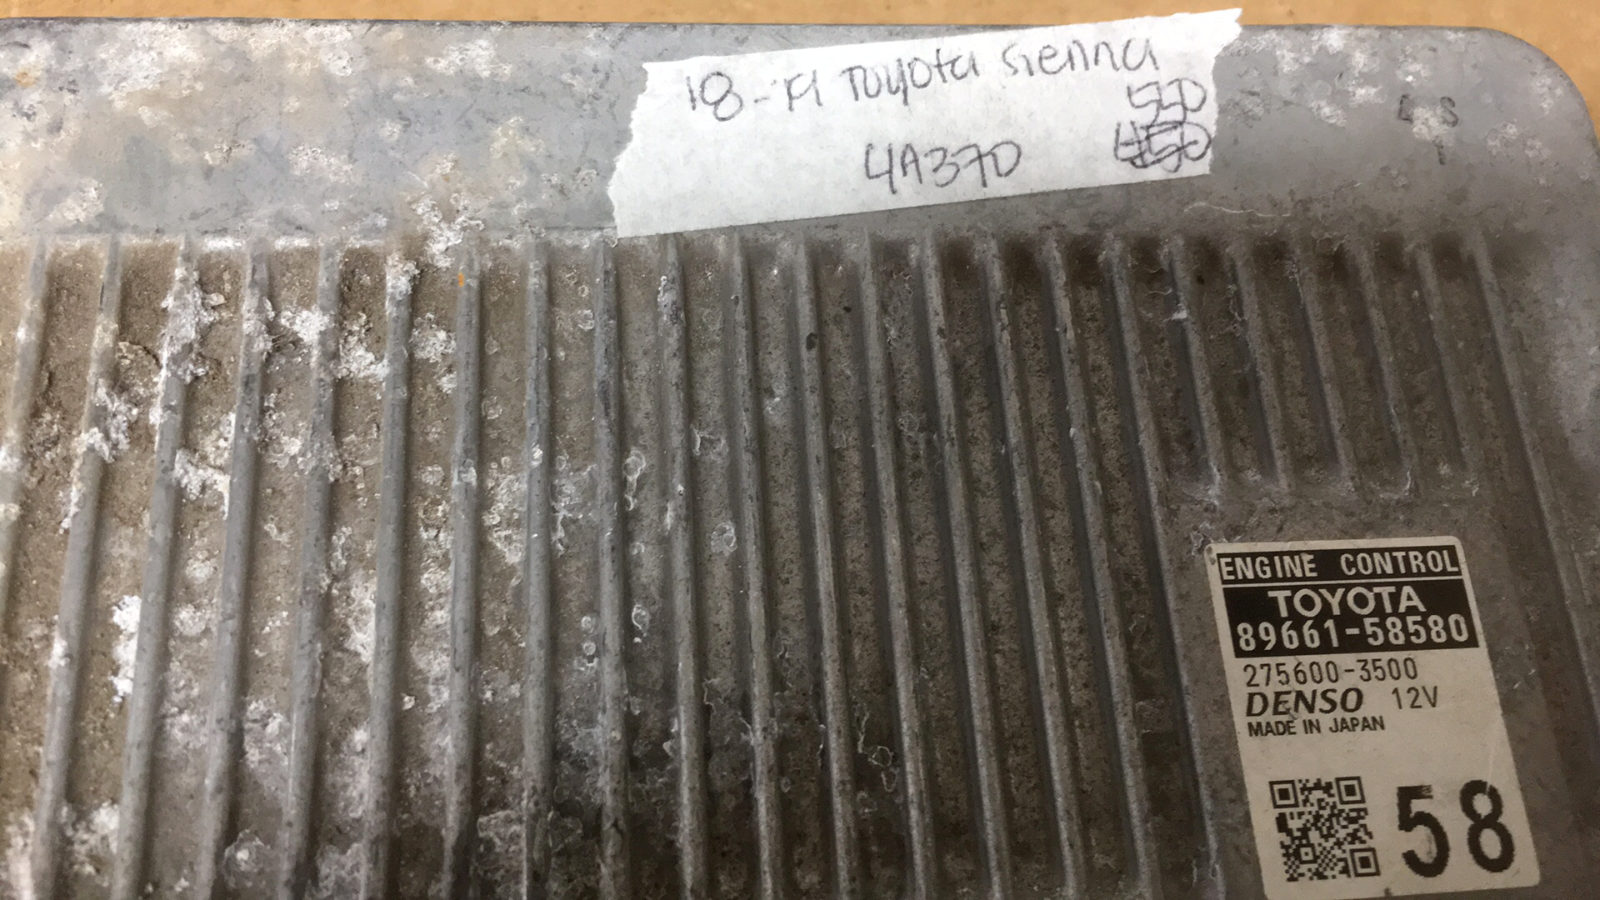 18-19 Toyota Sienna
550
4A370
450
ENGINE CONTROL
TOYOTA
89661-58580
275600-3500
DENSO 12V
MADE IN JAPAN
58